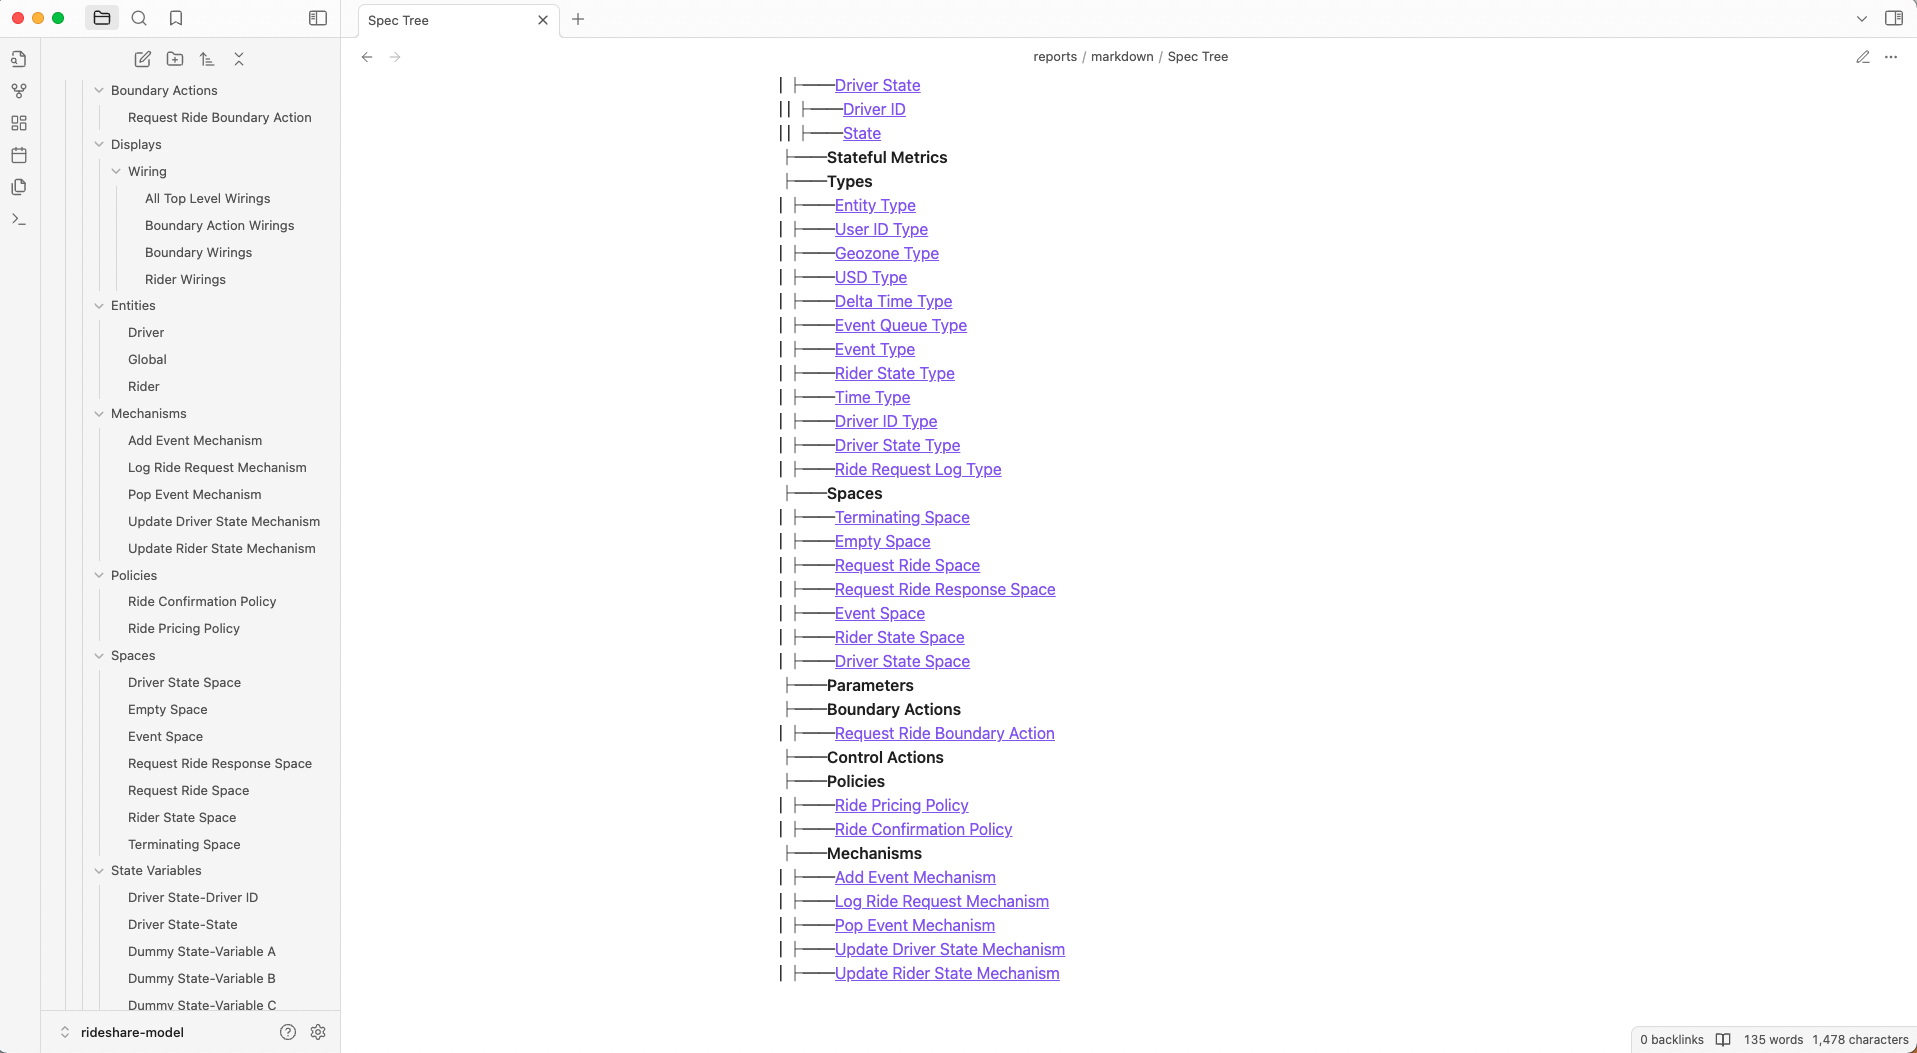 Spec Tree
reports / markdown / Spec Tree
Boundary Actions
Request Ride Boundary Action
Displays
Wiring
All Top Level Wirings
Boundary Action Wirings
Boundary Wirings
Rider Wirings
Entities
Driver
Global
Rider
Mechanisms
Add Event Mechanism
Log Ride Request Mechanism
Pop Event Mechanism
Update Driver State Mechanism
Update Rider State Mechanism
Policies
Ride Confirmation Policy
Ride Pricing Policy
Spaces
Driver State Space
Empty Space
Event Space
Request Ride Response Space
Request Ride Space
Rider State Space
Terminating Space
State Variables
Driver State-Driver ID
Driver State-State
Dummy State-Variable A
Dummy State-Variable B
Dummy State-Variable C
rideshare-model
Driver State
Driver ID
State
Stateful Metrics
Types
Entity Type
User ID Type
Geozone Type
USD Type
Delta Time Type
Event Queue Type
Event Type
Rider State Type
Time Type
Driver ID Type
Driver State Type
Ride Request Log Type
Spaces
Terminating Space
Empty Space
Request Ride Space
Request Ride Response Space
Event Space
Rider State Space
Driver State Space
Parameters
Boundary Actions
Request Ride Boundary Action
Control Actions
Policies
Ride Pricing Policy
Ride Confirmation Policy
Mechanisms
Add Event Mechanism
Log Ride Request Mechanism
Pop Event Mechanism
Update Driver State Mechanism
Update Rider State Mechanism
0 backlinks 135 words 1,478 characters